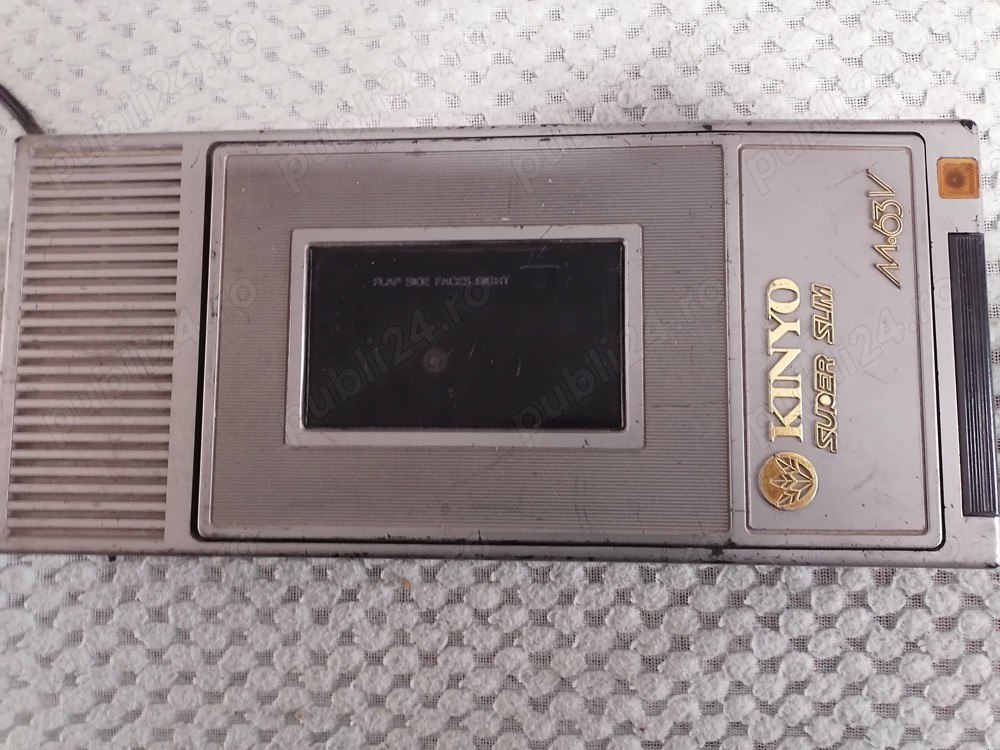 FLAP SIDE FACES RIGHT
KINYO
SUPER SLIM
M.63V
publi24.ro